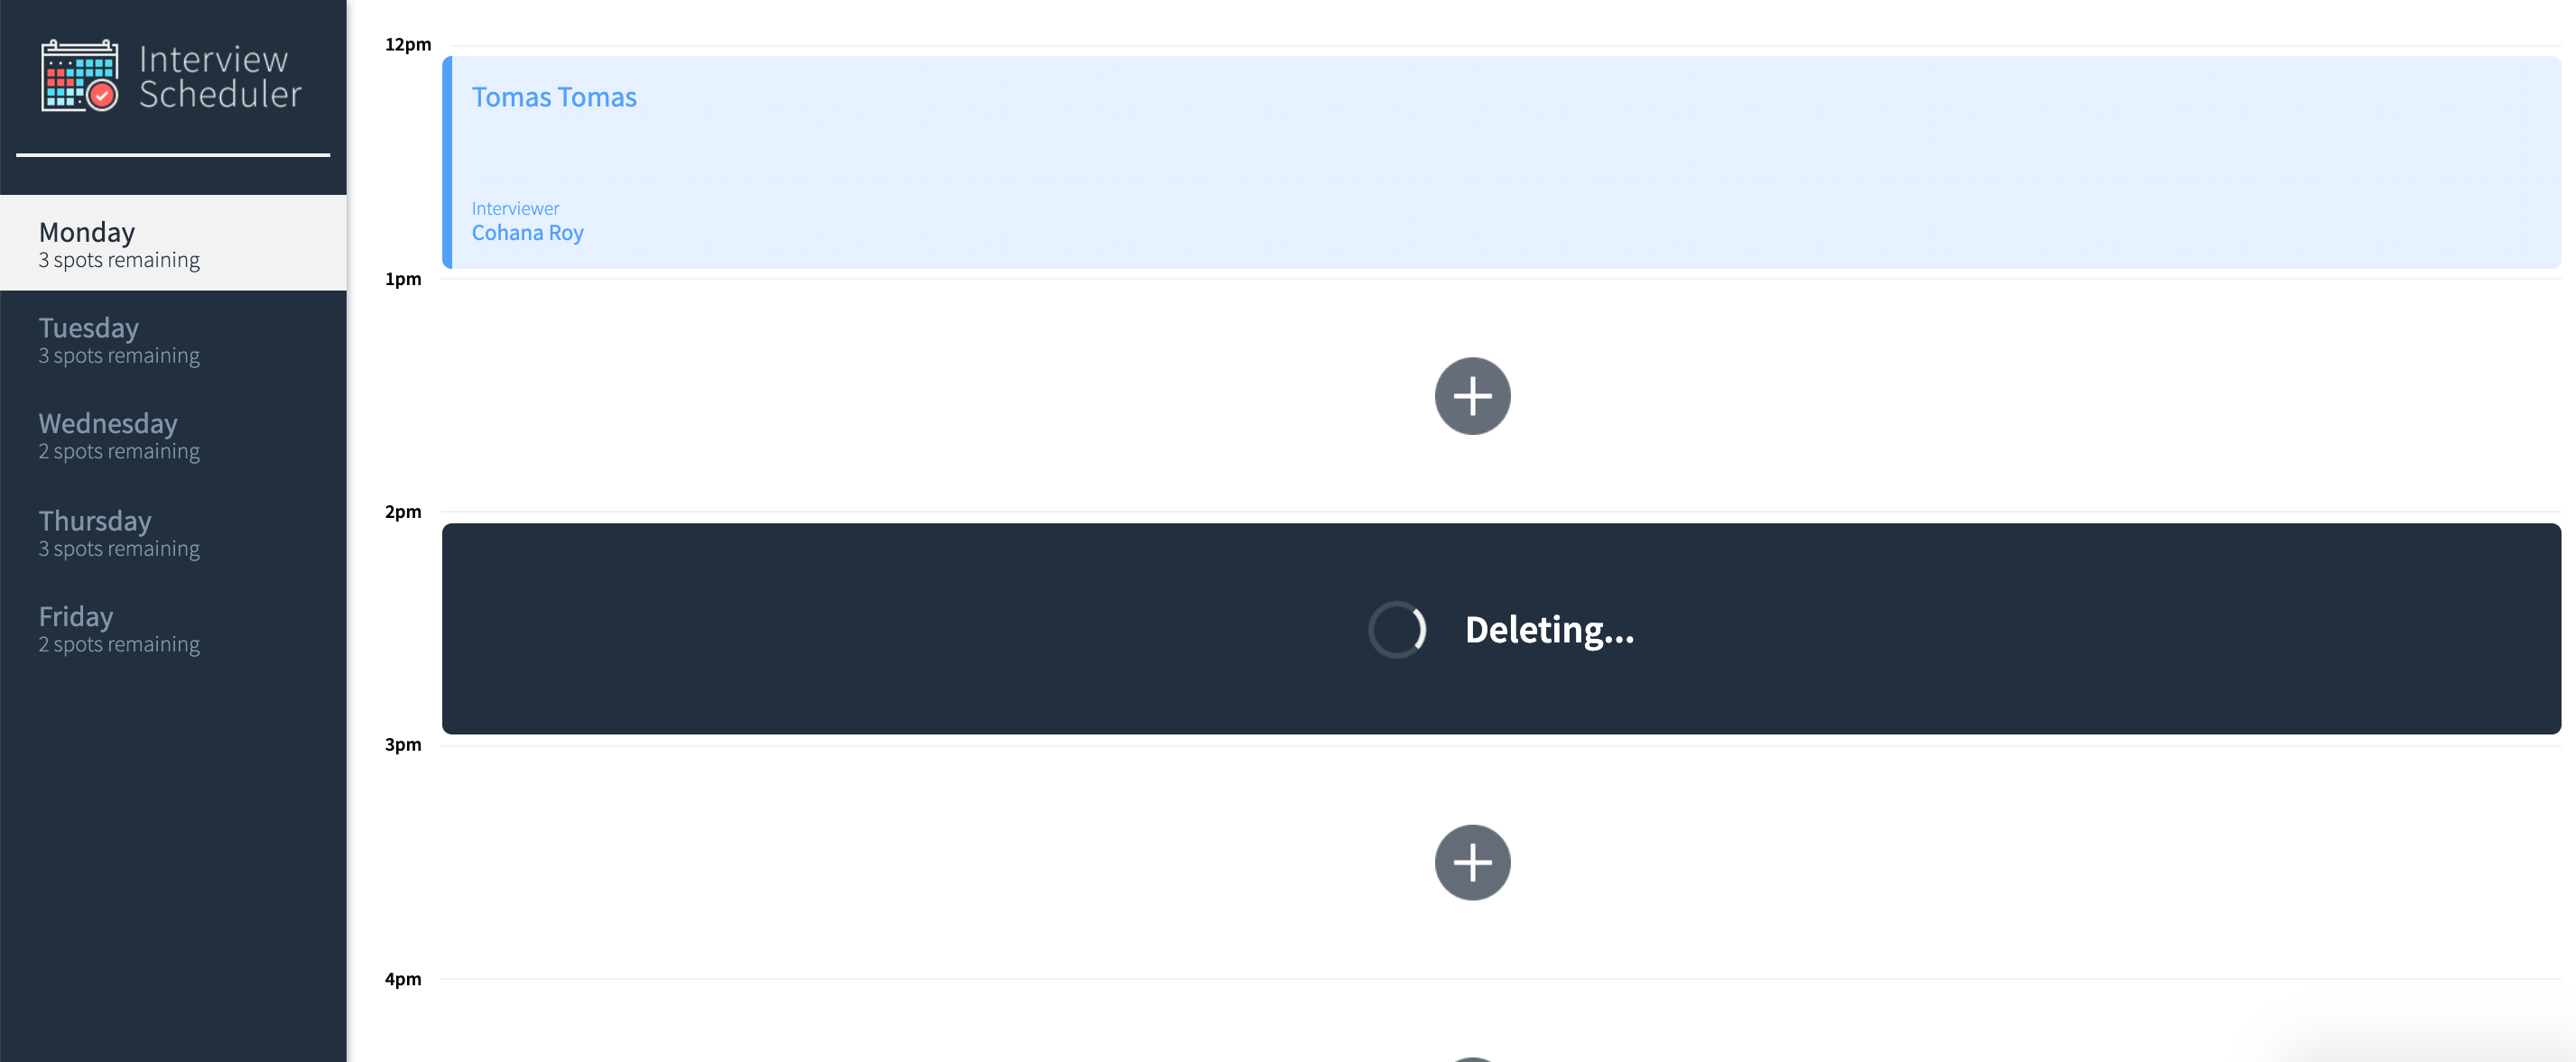 Interview
Scheduler
Monday
3 spots remaining
Tuesday
3 spots remaining
Wednesday
2 spots remaining
Thursday
3 spots remaining
Friday
2 spots remaining
12pm
Tomas Tomas
Interviewer
Cohana Roy
1pm
2pm
Deleting...
3pm
4pm